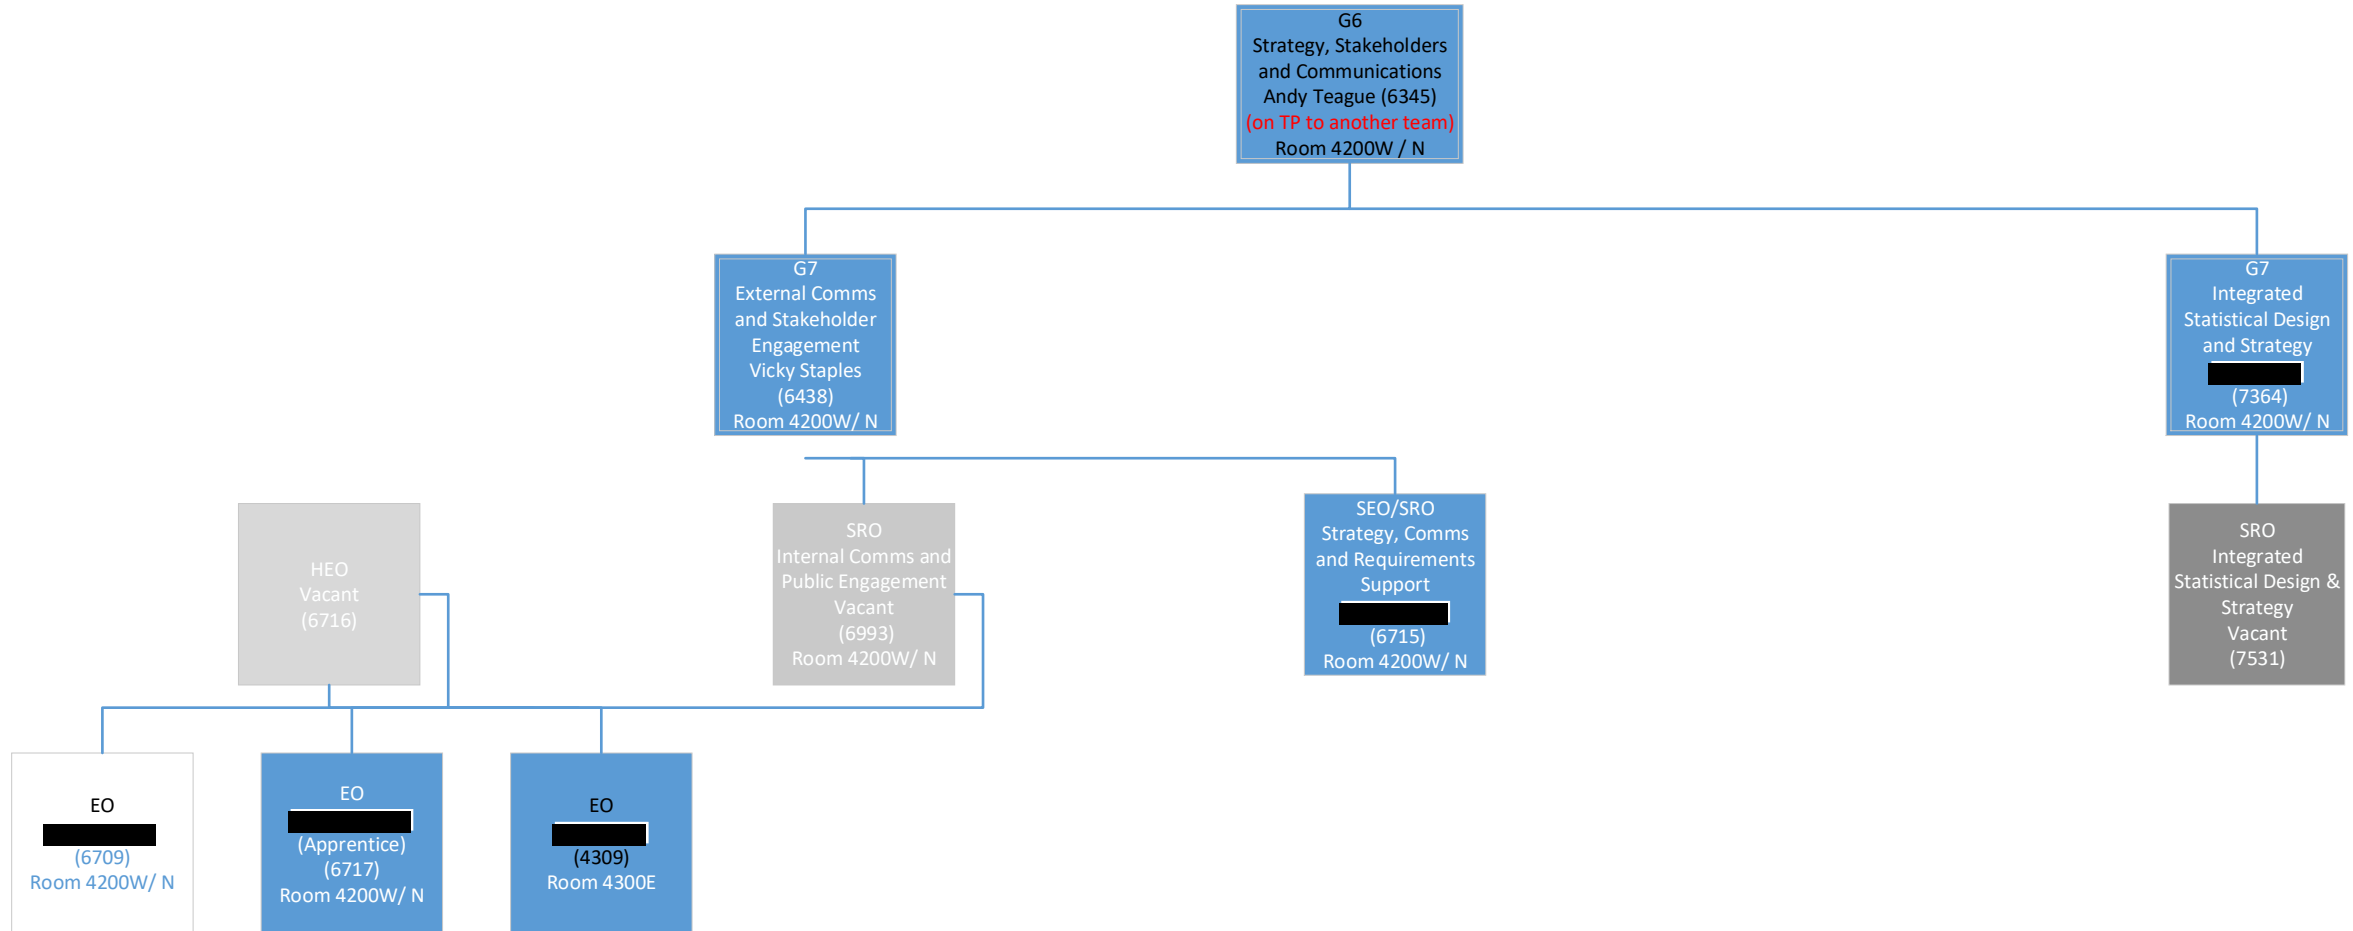 G6
Strategy, Stakeholders
and Communications
Andy Teague (6345)
(on TP to another team)
Room 4200W / N
G7
External Comms
and Stakeholder
Engagement
Vicky Staples
(6438)
Room 4200W/ N
G7
Integrated
Statistical Design
and Strategy
(7364)
Room 4200W/ N
HEO
Vacant
(6716)
SRO
Internal Comms and
Public Engagement
Vacant
(6993)
Room 4200W/ N
SEO/SRO
Strategy, Comms
and Requirements
Support
(6715)
Room 4200W/ N
SRO
Integrated
Statistical Design &
Strategy
Vacant
(7531)
EO
(6709)
Room 4200W/ N
EO
(Apprentice)
(6717)
Room 4200W/ N
EO
(4309)
Room 4300E